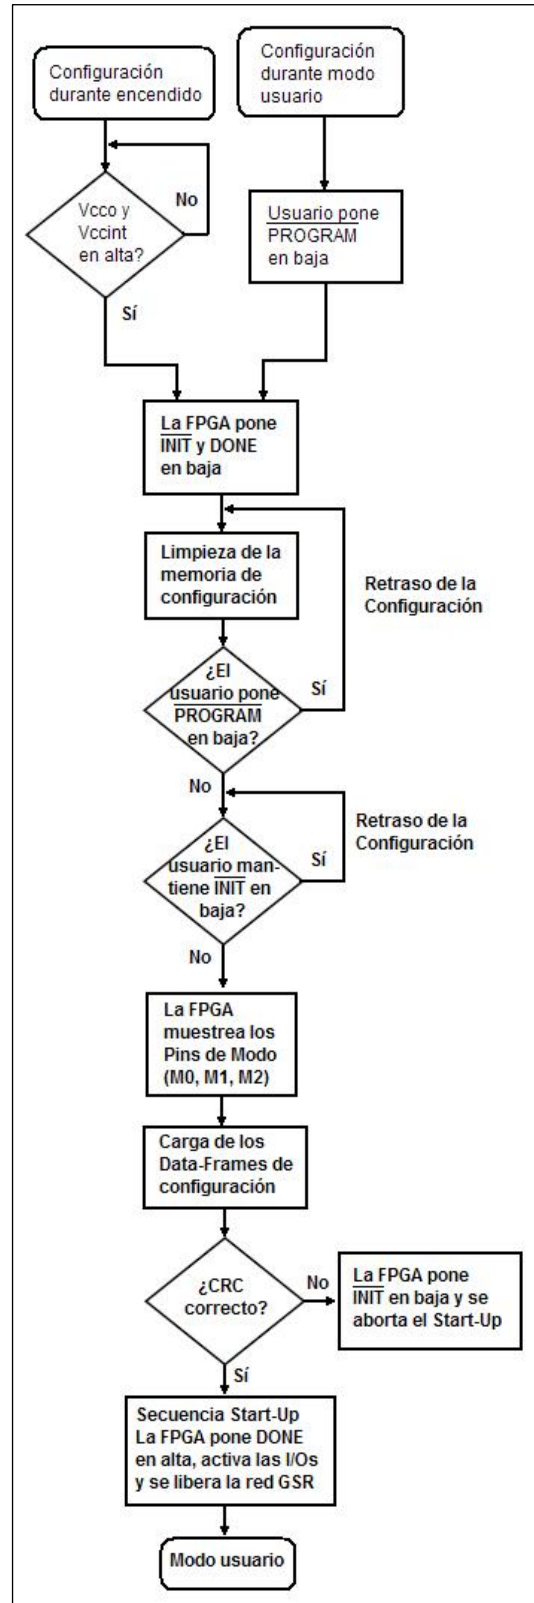 Configuración
durante encendido
Configuración
durante modo
usuario
No
Vcco y
Vccint
en alta?
Usuario pone
PROGRAM
en baja
Sí
La FPGA pone
INIT y DONE
en baja
Limpieza de la
memoria de
configuración
Retraso de la
Configuración
¿El
usuario pone
PROGRAM
en baja?
Sí
No
Retraso de la
Configuración
¿El
usuario man-
tiene INIT en
baja?
Sí
No
La FPGA
muestrea los
Pins de Modo
(M0, M1, M2)
Carga de los
Data-Frames de
configuración
¿CRC
correcto?
No
La FPGA pone
INIT en baja y se
aborta el Start-Up
Sí
Secuencia Start-Up
La FPGA pone DONE
en alta, activa las I/Os
y se libera la red GSR
Modo usuario